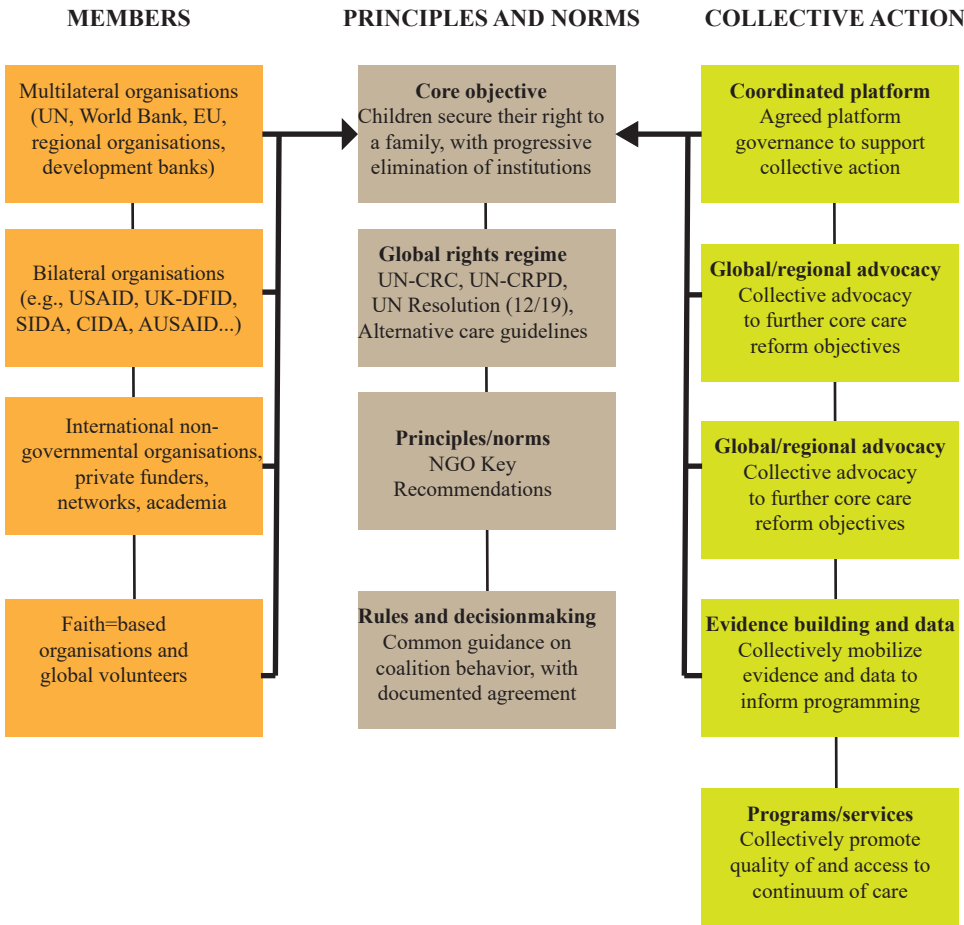 MEMBERS
Multilateral organisations
(UN, World Bank, EU,
regional organisations,
development banks)
Bilateral organisations
(e.g., USAID, UK-DFID,
SIDA, CIDA, AUSAID...)
International non-
governmental organisations,
private funders,
networks, academia
Faith=based
organisations and
global volunteers
PRINCIPLES AND NORMS
Core objective
Children secure their right to
a family, with progressive
elimination of institutions
Global rights regime
UN-CRC, UN-CRPD,
UN Resolution (12/19),
Alternative care guidelines
Principles/norms
NGO Key
Recommendations
Rules and decisionmaking
Common guidance on
coalition behavior, with
documented agreement
COLLECTIVE ACTION
Coordinated platform
Agreed platform
governance to support
collective action
Global/regional advocacy
Collective advocacy
to further core care
reform objectives
Global/regional advocacy
Collective advocacy
to further core care
reform objectives
Evidence building and data
Collectively mobilize
evidence and data to
inform programming
Programs/services
Collectively promote
quality of and access to
continuum of care